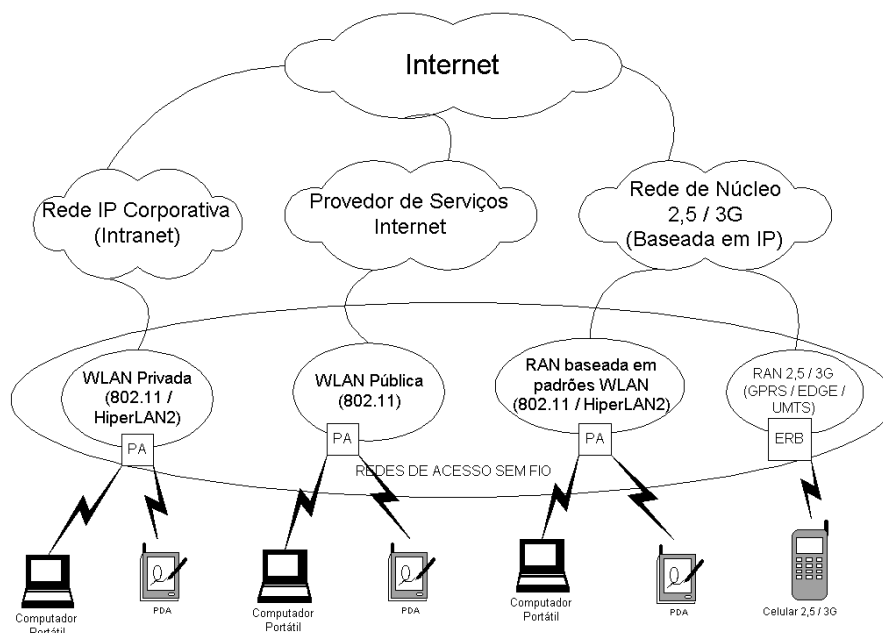 Internet
Rede IP Corporativa
(Intranet)
Provedor de Serviços
Internet
Rede de Núcleo
2,5 / 3G
(Baseada em IP)
WLAN Privada
(802.11 /
HiperLAN2)
PA
WLAN Pública
(802.11)
PA
RAN baseada em
padrões WLAN
(802.11 / HiperLAN2)
PA
RAN 2,5 / 3G
(GPRS / EDGE /
UMTS)
ERB
REDES DE ACESSO SEM FIO
Computador
Portátil
PDA
Computador
Portátil
PDA
Computador
Portátil
PDA
Celular 2,5 / 3G